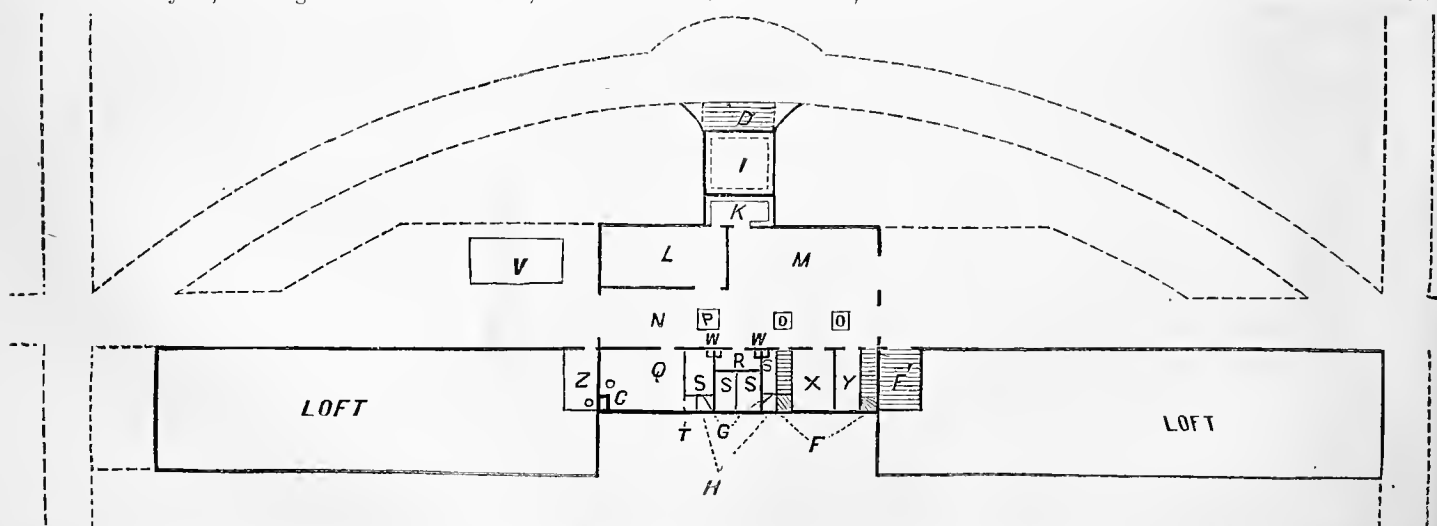 D
I
K
L M
V
N P O O
W W
Z Q R S X Y E'
C S S S
LOFT LOFT
T G F
H